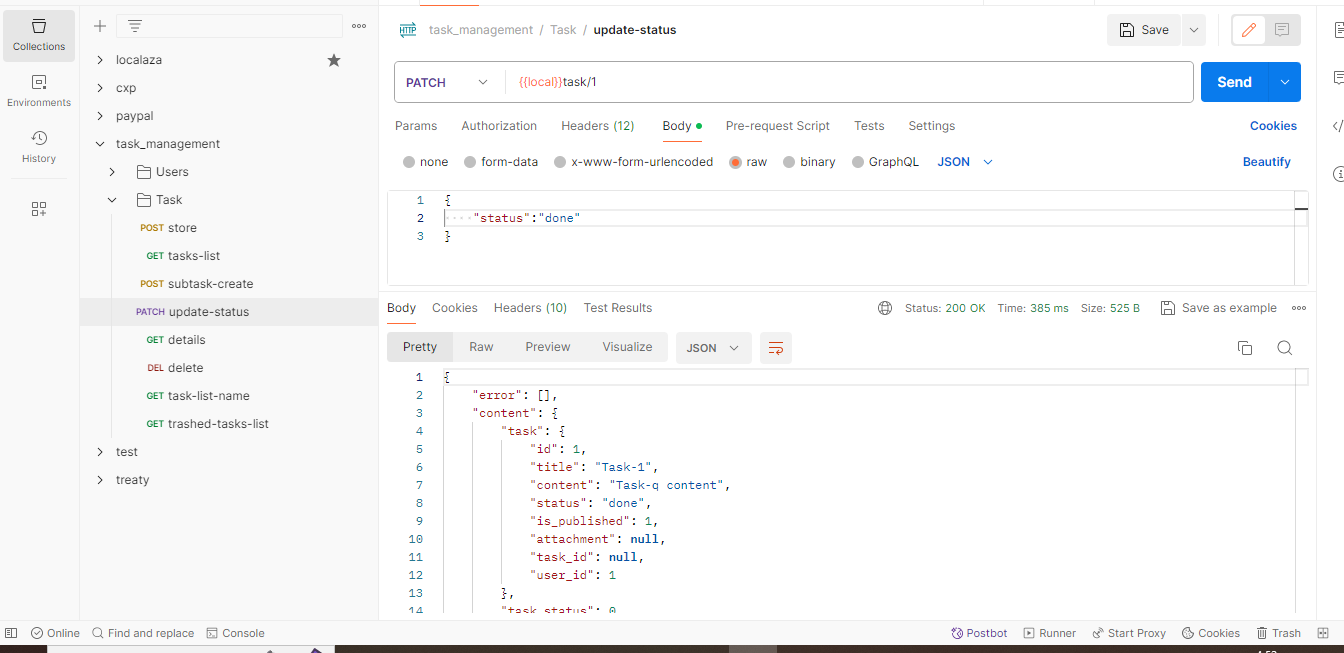 Collections
Environments
History
localaza
cxp
paypal
task_management
Users
Task
POST store
GET tasks-list
POST subtask-create
PATCH update-status
GET details
DEL delete
GET task-list-name
GET trashed-tasks-list
test
treaty
HTTP task_management / Task / update-status
Save
PATCH {{local}}task/1
Send
Params Authorization Headers (12) Body Pre-request Script Tests Settings Cookies
none form-data x-www-form-urlencoded raw binary GraphQL JSON Beautify
1 {
2 ····"status":"done"
3 }
Body Cookies Headers (10) Test Results Status: 200 OK Time: 385 ms Size: 525 B Save as example
Pretty Raw Preview Visualize JSON
1 {
2 "error": [],
3 "content": {
4 "task": {
5 "id": 1,
6 "title": "Task-1",
7 "content": "Task-q content",
8 "status": "done",
9 "is_published": 1,
10 "attachment": null,
11 "task_id": null,
12 "user_id": 1
13 },
14 "task_status": 0
Online Find and replace Console Postbot Runner Start Proxy Cookies Trash